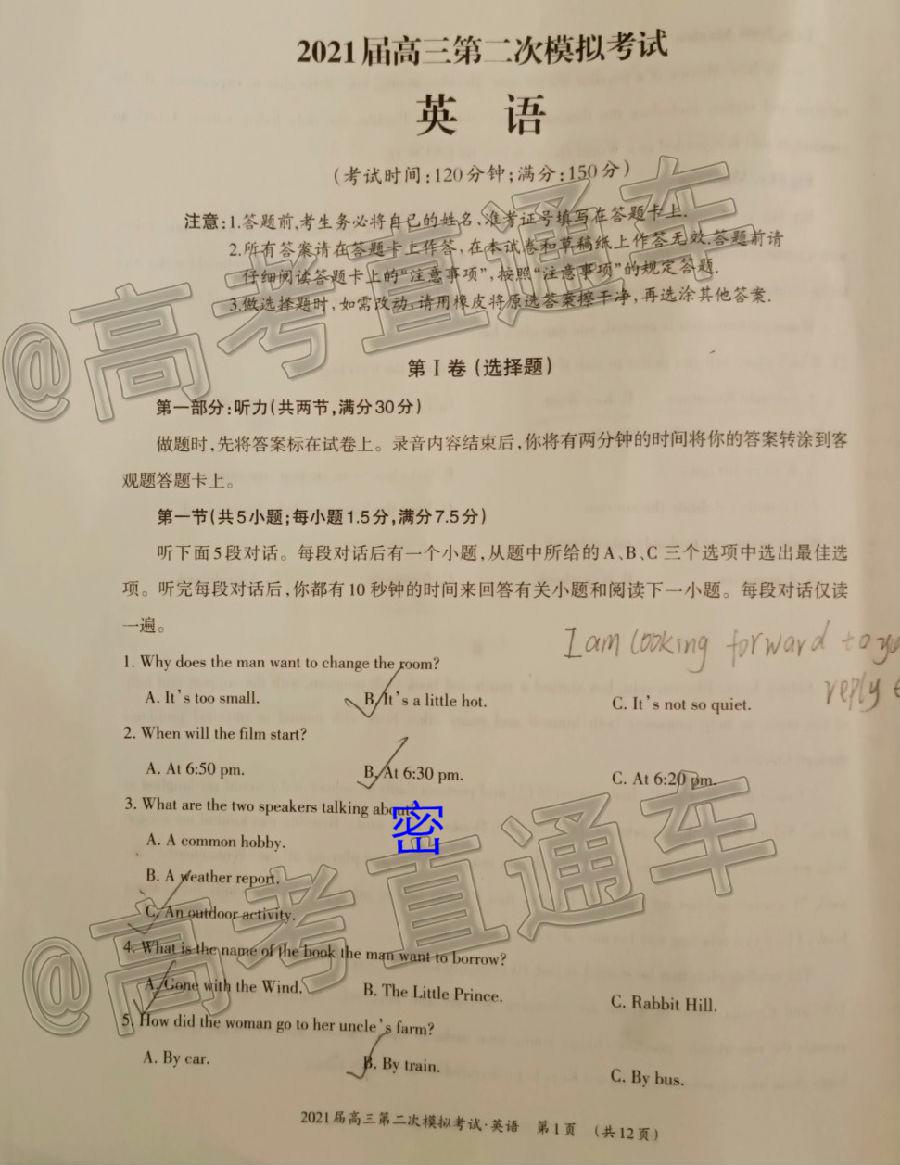 2021届高三第二次模拟考试
英 语
(考试时间:120分钟;满分:150分)
注意:1.答题前,考生务必将自已的姓名、准考证号填写在答题卡上.
2.所有答案请在答题卡上作答,在本试卷和草稿纸上作答无效.答题前请
仔细阅读答题卡上的“注意事项”,按照“注意事项”的规定答题.
3.做选择题时,如需改动,请用橡皮将原选答案擦干净,再选涂其他答案.
@高考直通车
第Ⅰ卷(选择题)
第一部分:听力(共两节,满分30分)
做题时,先将答案标在试卷上。录音内容结束后,你将有两分钟的时间将你的答案转涂到客
观题答题卡上。
第一节(共5小题;每小题1.5分,满分7.5分)
听下面5段对话。每段对话后有一个小题,从题中所给的A、B、C 三个选项中选出最佳选
项。听完每段对话后,你都有10秒钟的时间来回答有关小题和阅读下一小题。每段对话仅读
一遍。
I am looking forward to
reply
1. Why does the man want to change the room?
A. It's too small. B. It's a little hot. C. It's not so quiet.
2. When will the film start?
A. At 6:50 pm. B. At 6:30 pm. C. At 6:20 pm.
3. What are the two speakers talking about?
密
A. A common hobby.
B. A weather report.
C. An outdoor activity.
@高考直通车
4. What is the name of the book the man want to borrow?
A. Gone with the Wind. B. The Little Prince. C. Rabbit Hill.
5. How did the woman go to her uncle's farm?
A. By car. B. By train. C. By bus.
2021届高三第二次模拟考试·英语 第1页 (共12页)